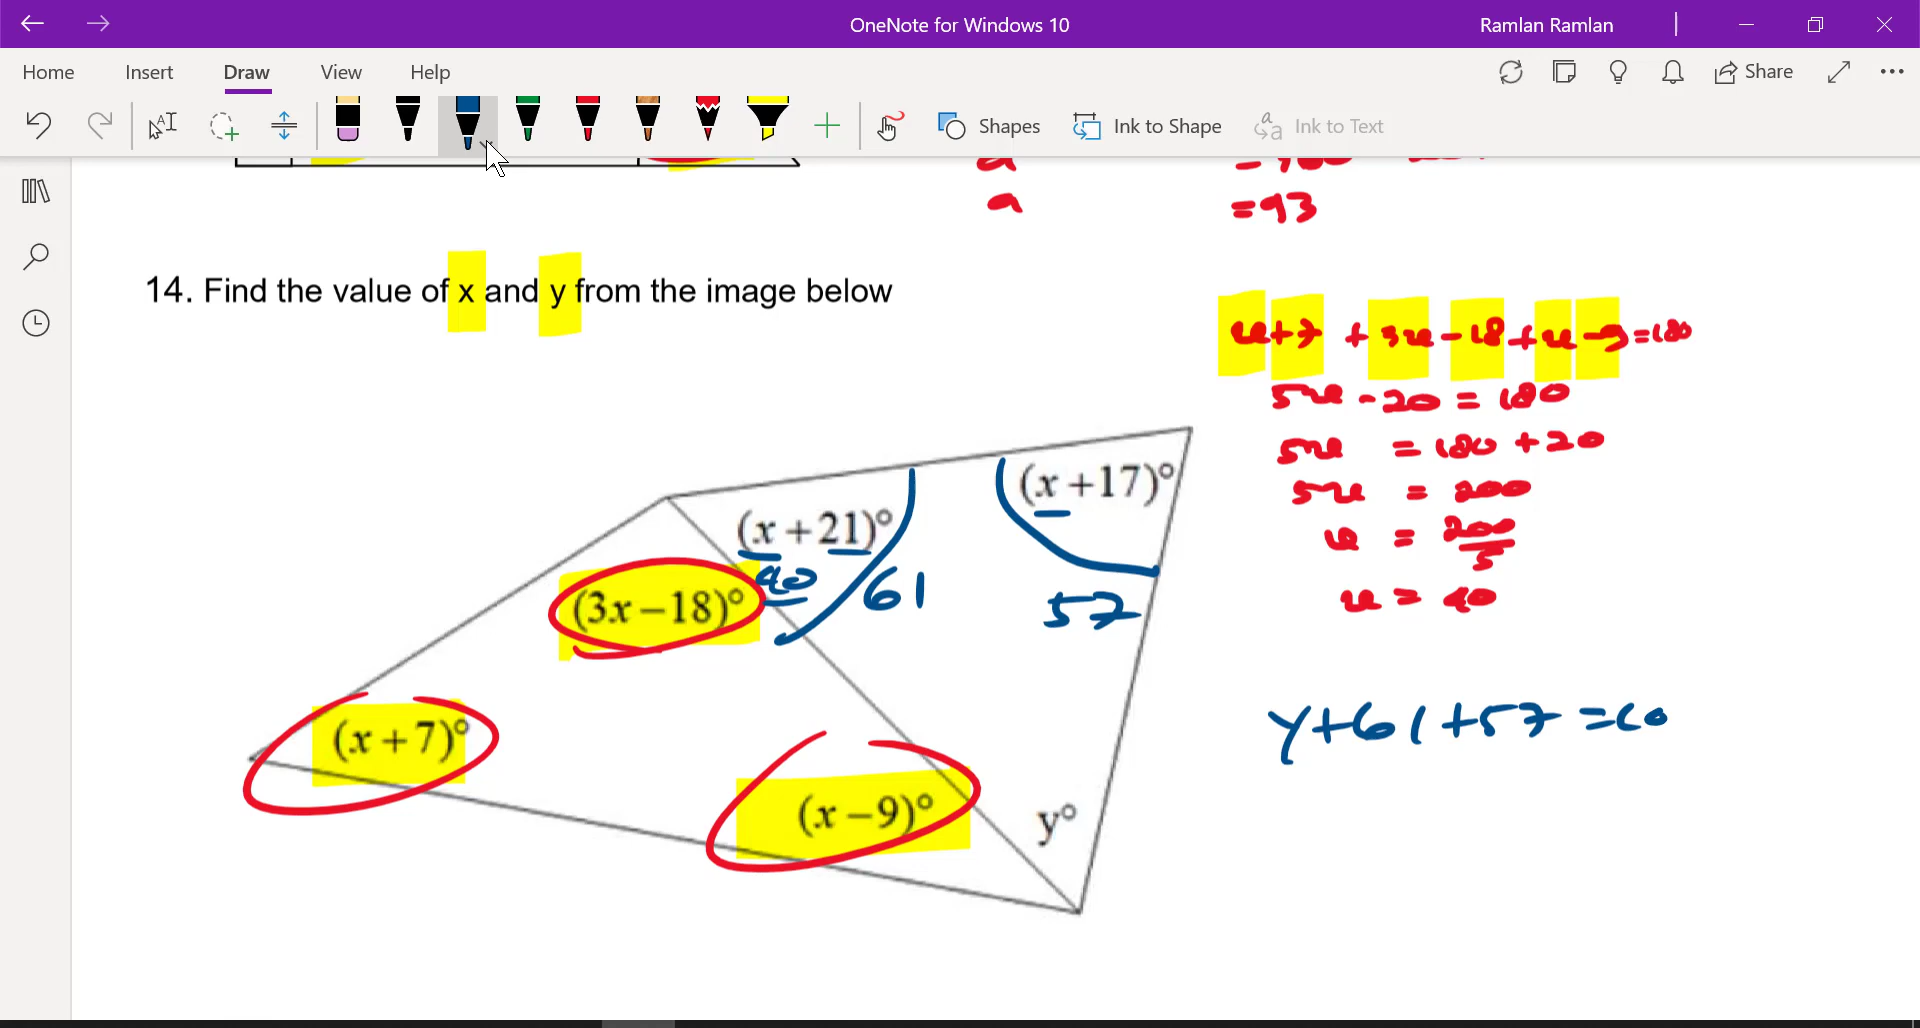 OneNote for Windows 10
Ramlan Ramlan
Home Insert Draw View Help
Share
Shapes Ink to Shape Ink to Text
=93
a
14. Find the value of x and y from the image below
x+7 + 3x-18 + x-9 = 180
5x - 20 = 180
5x = 180 + 20
5x = 200
x = 200/5
x = 40
(x+17)°
(x+21)°
40
61
57
(3x-18)°
(x+7)°
(x-9)°
y°
y+61+57 =